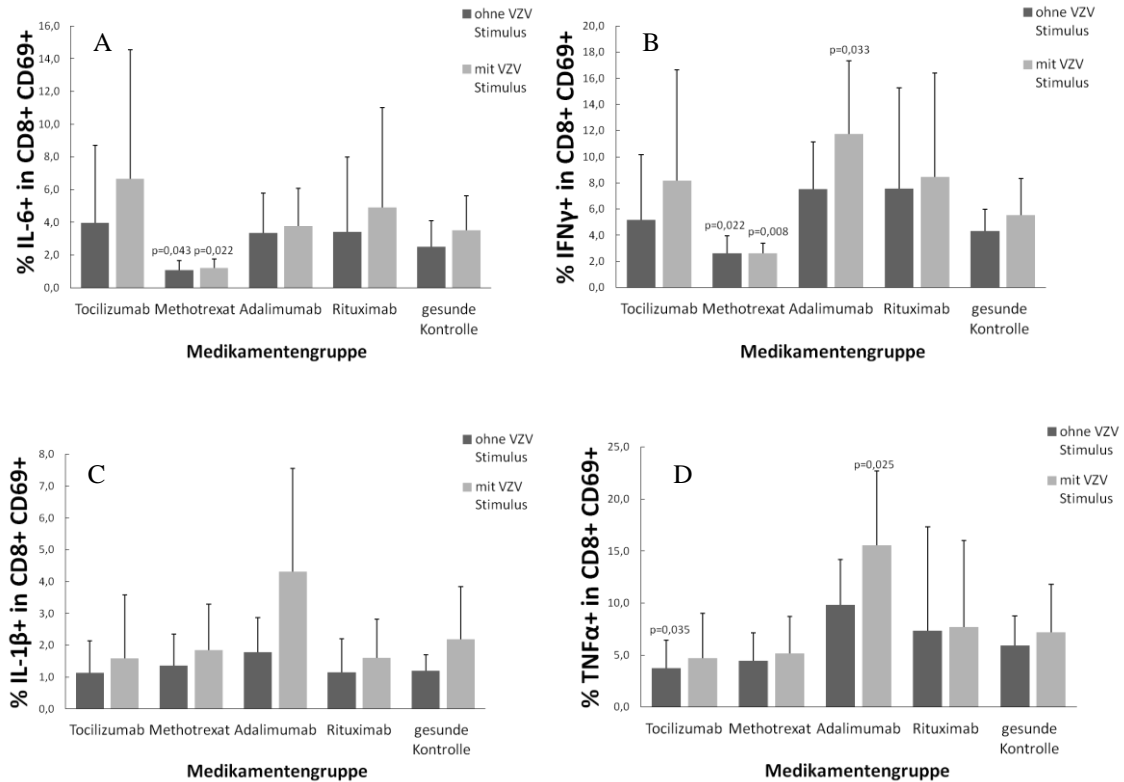 A
% IL-6+ in CD8+ CD69+
16,0
14,0
12,0
10,0
8,0
6,0
4,0
2,0
0,0
p=0,043 p=0,022
Tocilizumab Methotrexat Adalimumab Rituximab gesunde
Kontrolle
Medikamentengruppe
ohne VZV
Stimulus
mit VZV
Stimulus
B
% IFNγ+ in CD8+ CD69+
20,0
18,0
16,0
14,0
12,0
10,0
8,0
6,0
4,0
2,0
0,0
p=0,022
p=0,008
p=0,033
Tocilizumab Methotrexat Adalimumab Rituximab gesunde
Kontrolle
Medikamentengruppe
ohne VZV
Stimulus
mit VZV
Stimulus
C
% IL-1β+ in CD8+ CD69+
8,0
7,0
6,0
5,0
4,0
3,0
2,0
1,0
0,0
Tocilizumab Methotrexat Adalimumab Rituximab gesunde
Kontrolle
Medikamentengruppe
ohne VZV
Stimulus
mit VZV
Stimulus
D
% TNFα+ in CD8+ CD69+
25,0
20,0
15,0
10,0
5,0
0,0
p=0,035
p=0,025
Tocilizumab Methotrexat Adalimumab Rituximab gesunde
Kontrolle
Medikamentengruppe
ohne VZV
Stimulus
mit VZV
Stimulus